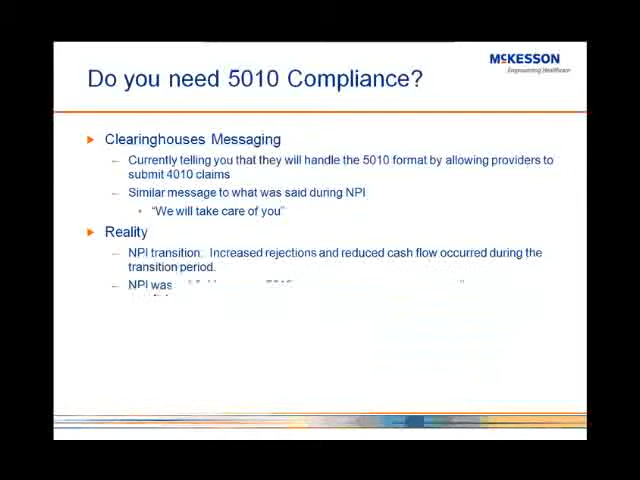 McKESSON
Empowering Healthcare
Do you need 5010 Compliance?
Clearinghouses Messaging
– Currently telling you that they will handle the 5010 format by allowing providers to
submit 4010 claims
– Similar message to what was said during NPI
• "We will take care of you"
Reality
– NPI transition: Increased rejections and reduced cash flow occurred during the
transition period.
– NPI was